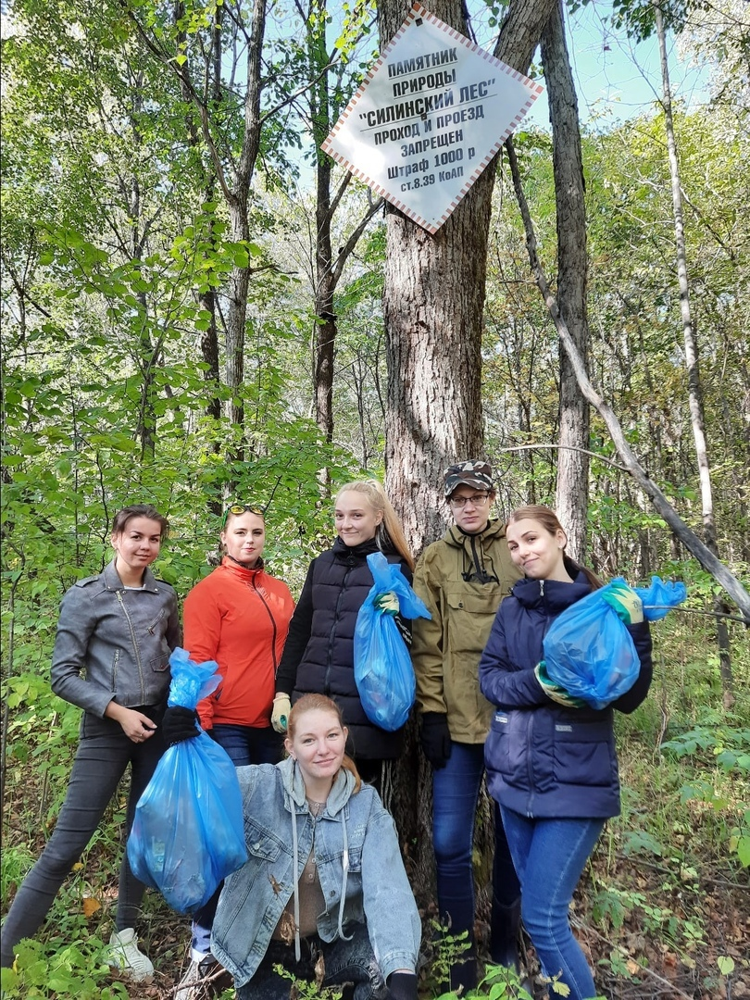 ПАМЯТНИК
ПРИРОДЫ
"СИЛИНСКИЙ ЛЕС"
ПРОХОД И ПРОЕЗД
ЗАПРЕЩЕН
Штраф 1000 р
ст.8.39 КоАП